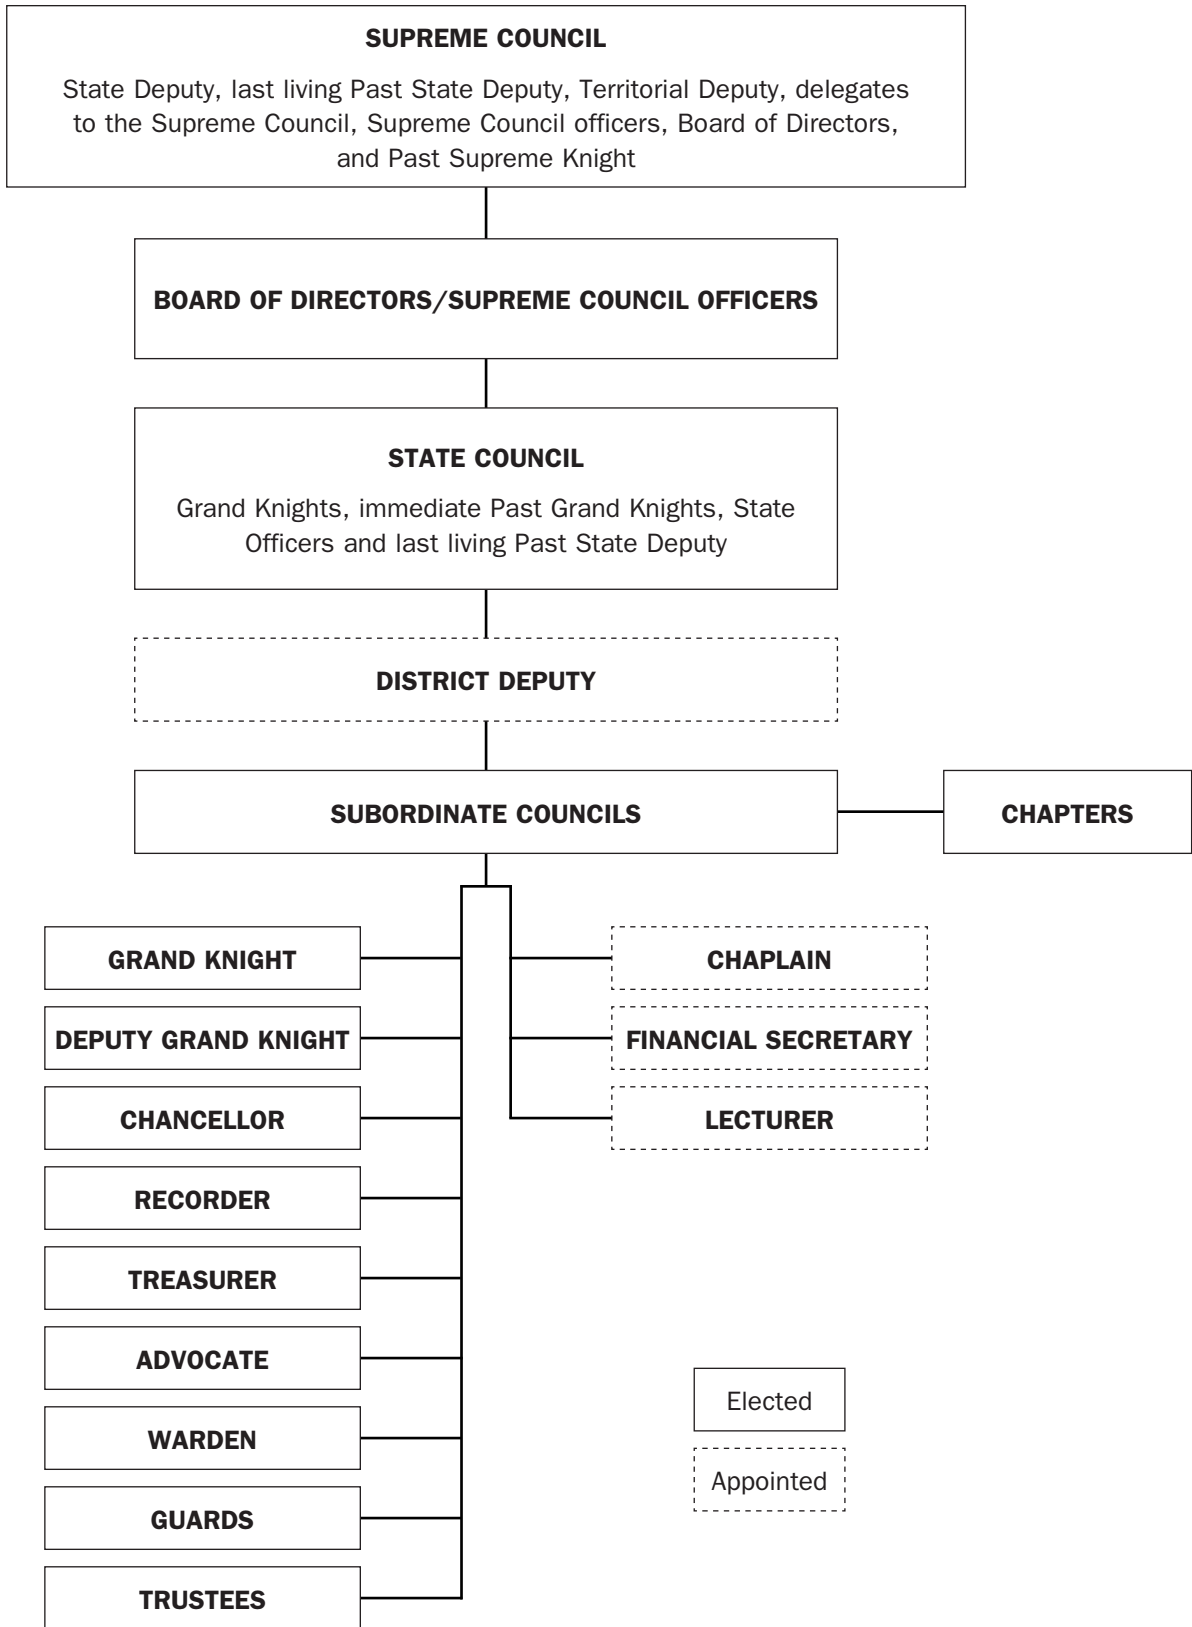 SUPREME COUNCIL
State Deputy, last living Past State Deputy, Territorial Deputy, delegates
to the Supreme Council, Supreme Council officers, Board of Directors,
and Past Supreme Knight
BOARD OF DIRECTORS/SUPREME COUNCIL OFFICERS
STATE COUNCIL
Grand Knights, immediate Past Grand Knights, State
Officers and last living Past State Deputy
DISTRICT DEPUTY
SUBORDINATE COUNCILS
CHAPTERS
GRAND KNIGHT
DEPUTY GRAND KNIGHT
CHANCELLOR
RECORDER
TREASURER
ADVOCATE
WARDEN
GUARDS
TRUSTEES
CHAPLAIN
FINANCIAL SECRETARY
LECTURER
Elected
Appointed